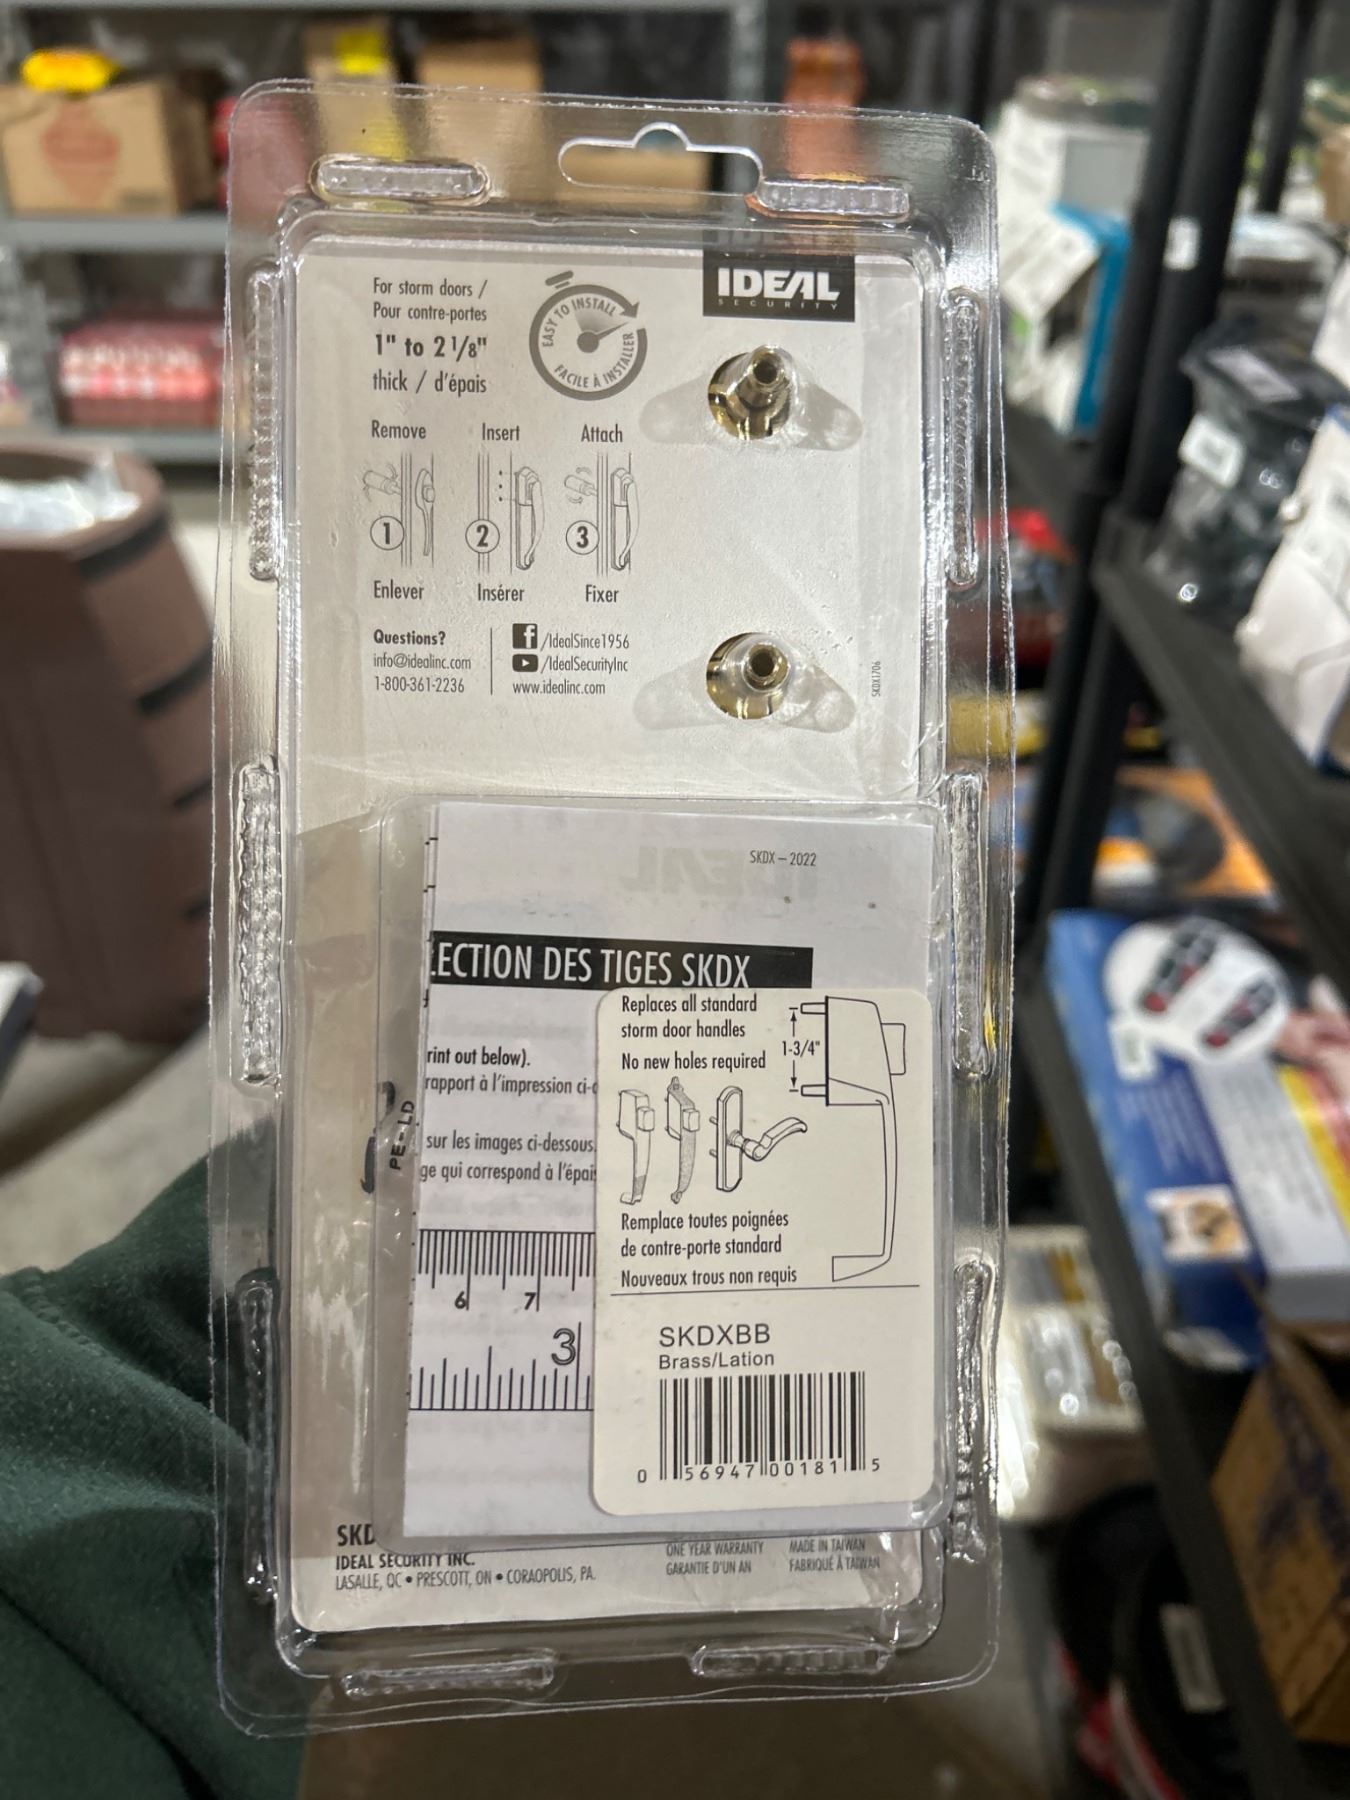 For storm doors /
Pour contre-portes
1" to 2 1/8"
thick / d'épais
EASY TO INSTALL
FACILE À INSTALLER
IDEAL
SECURITY
Remove Insert Attach
1 2 3
Enlever Insérer Fixer
Questions?
info@idealinc.com
1-800-361-2236
f /IdealSince1956
/IdealSecurityInc
www.idealinc.com
SKDX1706
SKDX – 2022
LECTION DES TIGES SKDX
rint out below).
rapport à l'impression ci-d
sur les images ci-dessous.
ge qui correspond à l'épais
PE-LD
6 7
3
Replaces all standard
storm door handles
No new holes required
1-3/4"
Remplace toutes poignées
de contre-porte standard
Nouveaux trous non requis
SKDXBB
Brass/Lation
0 56947 00181 5
SKD
IDEAL SECURITY INC.
LASALLE, QC • PRESCOTT, ON • CORAOPOLIS, PA.
ONE YEAR WARRANTY
GARANTIE D'UN AN
MADE IN TAIWAN
FABRIQUÉ À TAIWAN